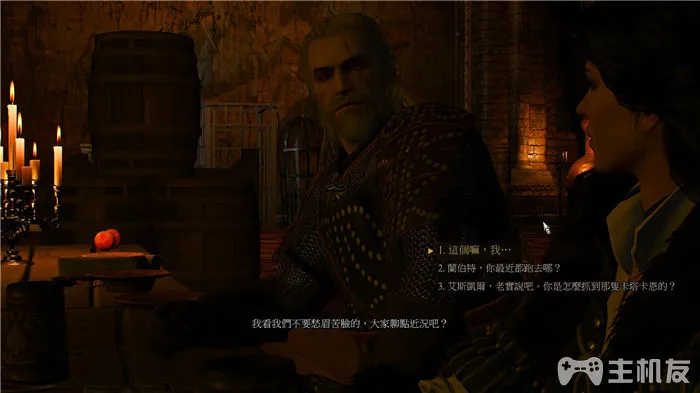 1. 這個嘛，我…
2. 蘭伯特，你最近都跑去哪？
3. 艾斯凱爾，老實說吧。你是怎麼抓到那隻卡塔卡恩的？
我看我們不要愁眉苦臉的，大家聊點近況吧？
主机友